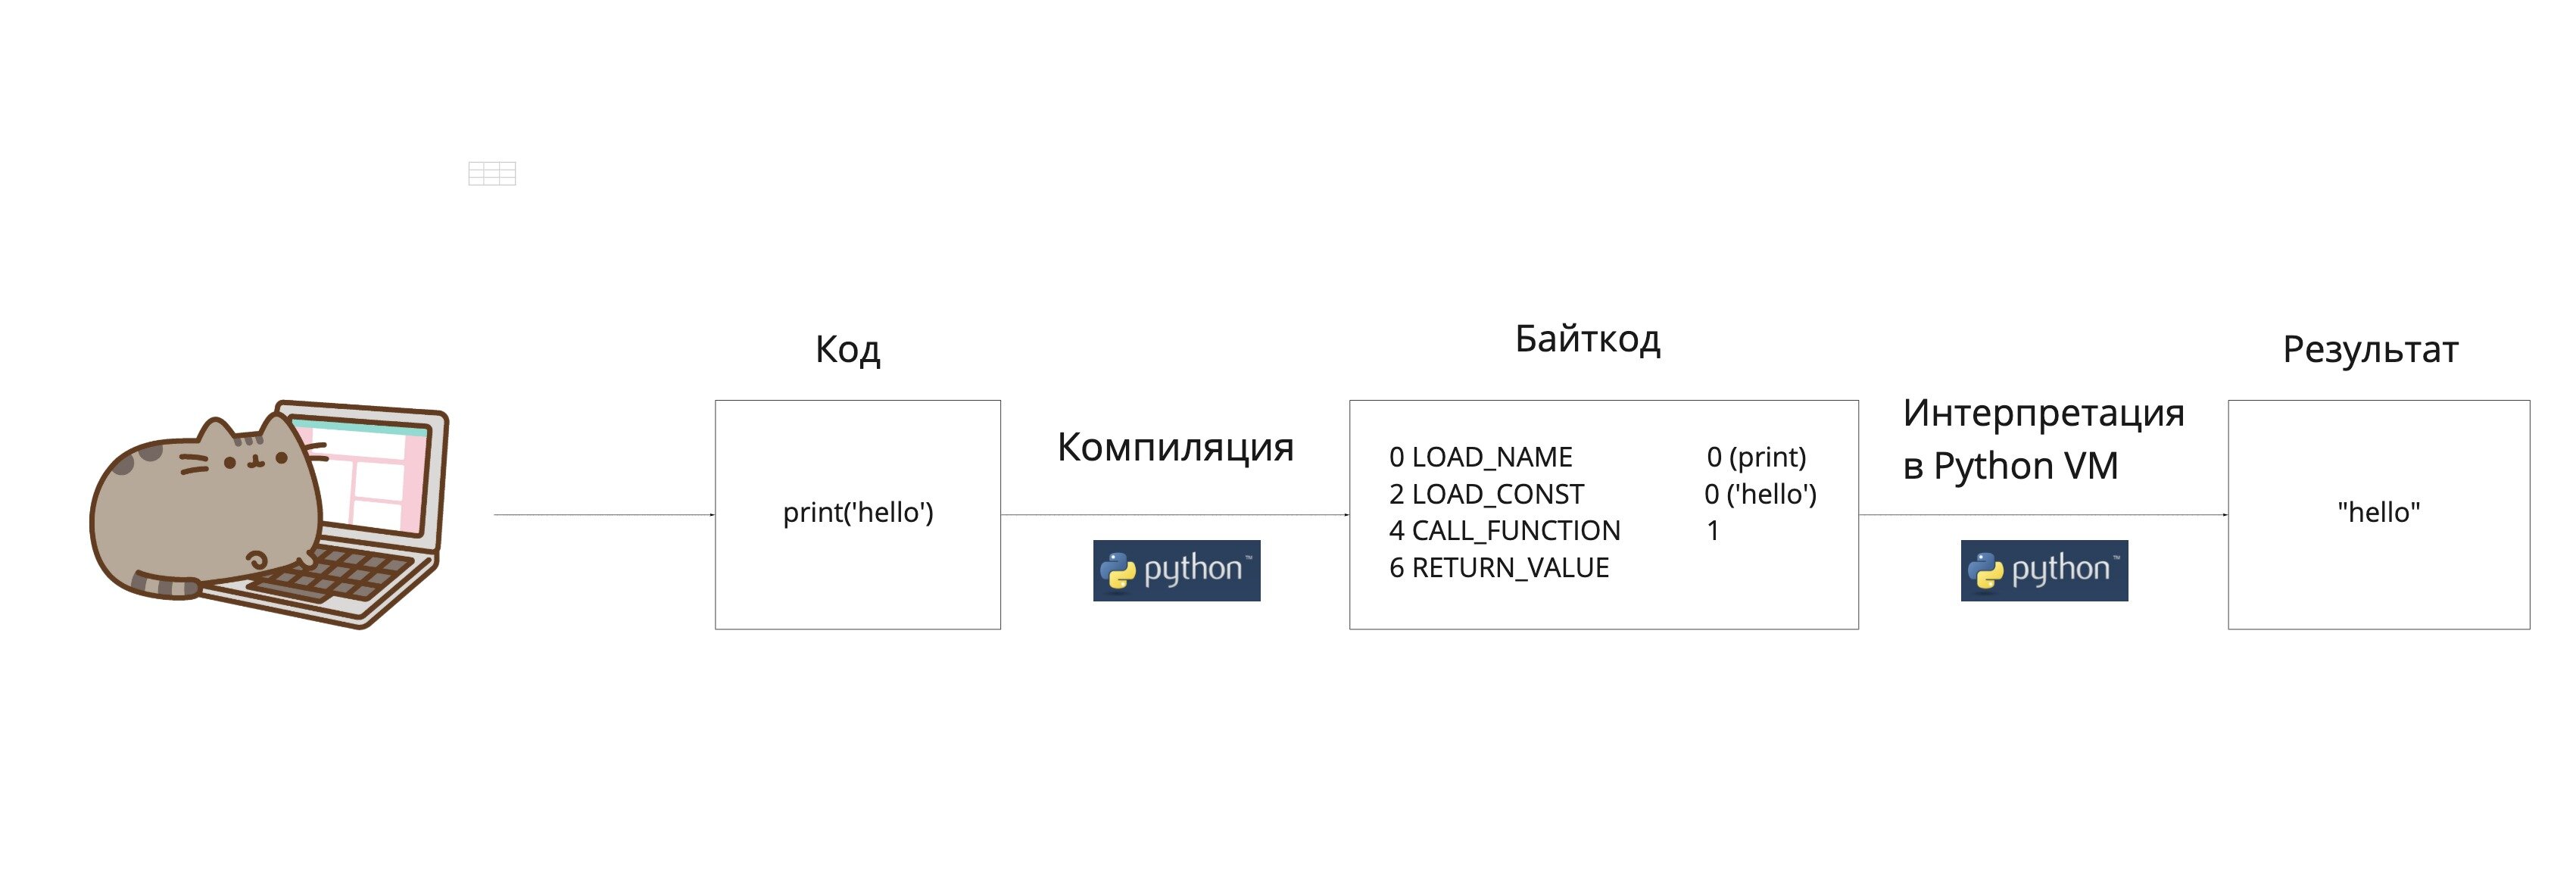 Код
print('hello')
Компиляция
python™
Байткод
0 LOAD_NAME 0 (print)
2 LOAD_CONST 0 ('hello')
4 CALL_FUNCTION 1
6 RETURN_VALUE
Интерпретация
в Python VM
python™
Результат
"hello"